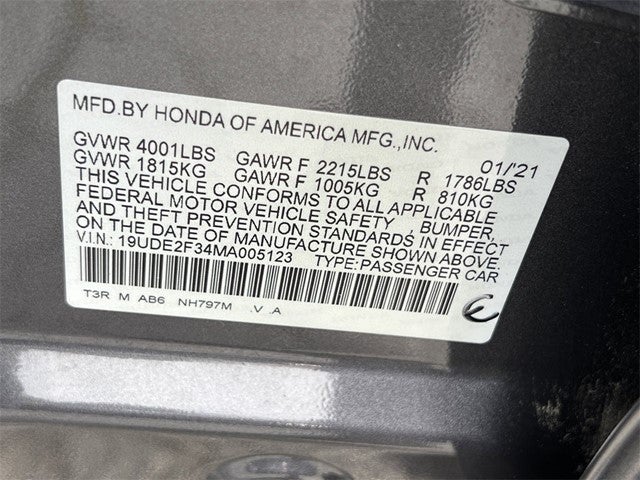 MFD.BY HONDA OF AMERICA MFG.,INC. 01/'21
GVWR 4001LBS GAWR F 2215LBS R 1786LBS
GVWR 1815KG GAWR F 1005KG R 810KG
THIS VEHICLE CONFORMS TO ALL APPLICABLE
FEDERAL MOTOR VEHICLE SAFETY , BUMPER,
AND THEFT PREVENTION STANDARDS IN EFFECT
ON THE DATE OF MANUFACTURE SHOWN ABOVE.
V.I.N.: 19UDE2F34MA005123 TYPE:PASSENGER CAR
T3R M AB6 NH797M .V .A